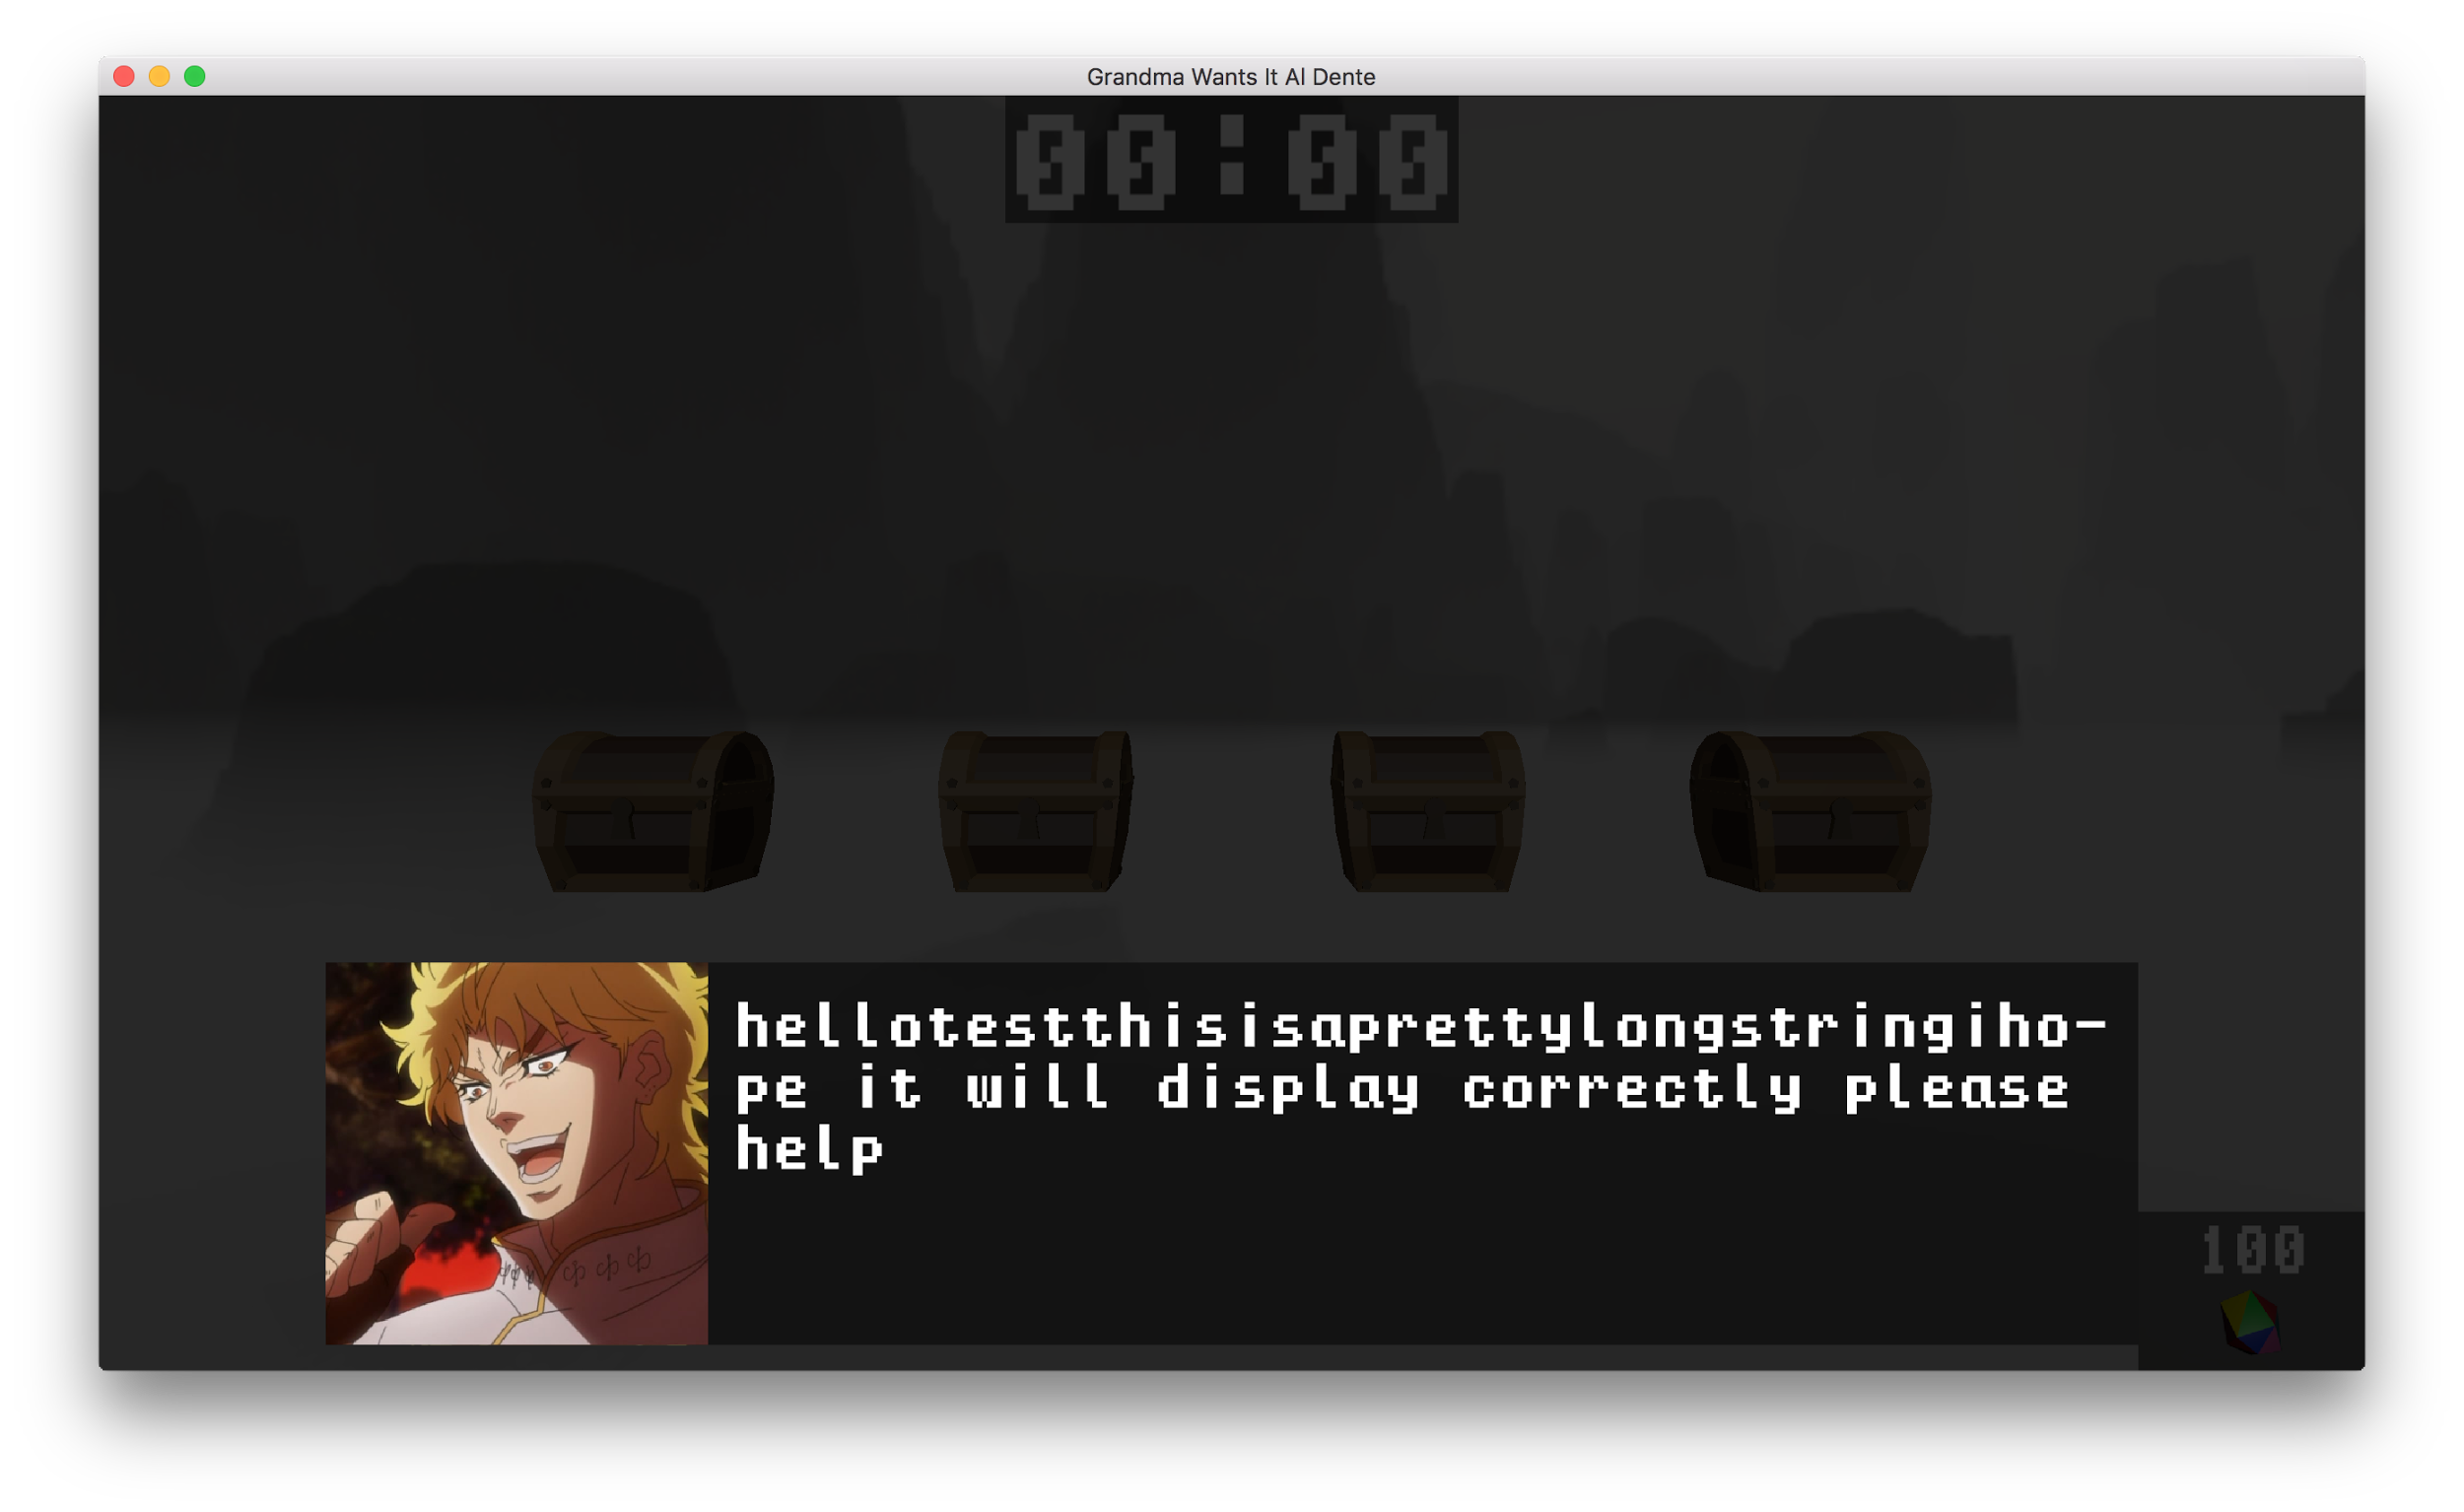 Grandma Wants It Al Dente
00:00
hellotestthisisaprettylongstringiho-
pe it will display correctly please
help
100